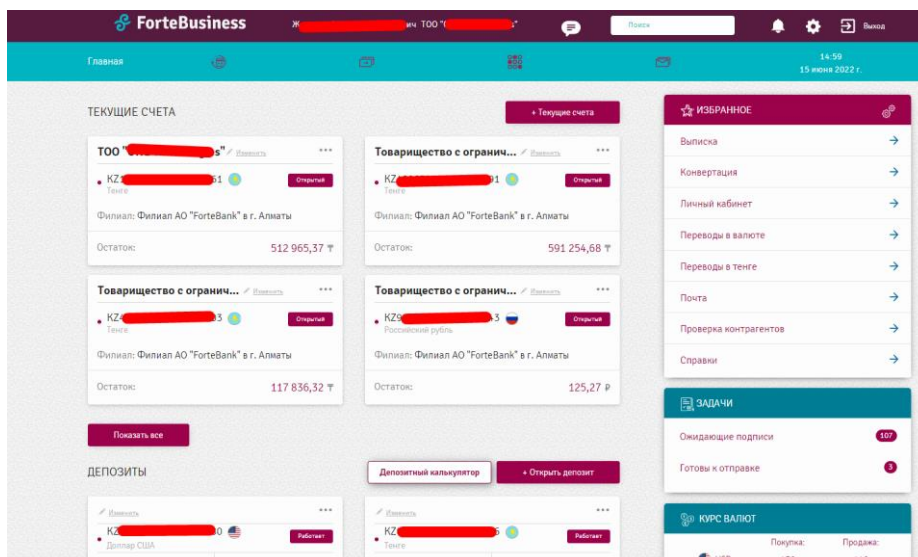 ForteBusiness
ич ТОО "
Поиск
Выход
Главная
14:59
15 июня 2022 г.
ТЕКУЩИЕ СЧЕТА
+ Текущие счета
ТОО "
s" Изменить
KZ1
61
Открытый
Тенге
Филиал: Филиал АО "ForteBank" в г. Алматы
Остаток:
512 965,37 ₸
Товарищество с огранич...
KZ
91
Открытый
Филиал: Филиал АО "ForteBank" в г. Алматы
Остаток:
591 254,68 ₸
Товарищество с огранич... Изменить
KZ4
03
Открытый
Тенге
Филиал: Филиал АО "ForteBank" в г. Алматы
Остаток:
117 836,32 ₸
Товарищество с огранич... Изменить
KZ9
3
Открытый
Российский рубль
Филиал: Филиал АО "ForteBank" в г. Алматы
Остаток:
125,27 ₽
Показать все
ДЕПОЗИТЫ
Депозитный калькулятор
+ Открыть депозит
Изменить
KZ
0
Работает
Доллар США
Изменить
KZ
Работает
Тенге
ИЗБРАННОЕ
Выписка
Конвертация
Личный кабинет
Переводы в валюте
Переводы в тенге
Почта
Проверка контрагентов
Справки
ЗАДАЧИ
Ожидающие подписи
107
Готовы к отправке
3
КУРС ВАЛЮТ
Покупка:
Продажа: